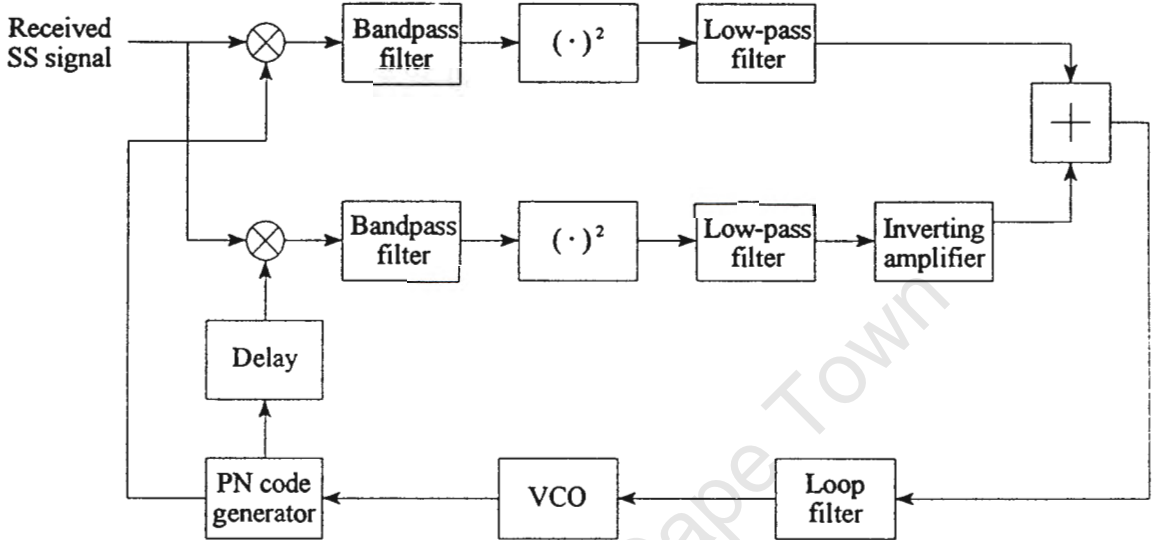 Received
SS signal
Bandpass
filter
( · )²
Low-pass
filter
+
Bandpass
filter
( · )²
Low-pass
filter
Inverting
amplifier
Delay
PN code
generator
VCO
Loop
filter
Town